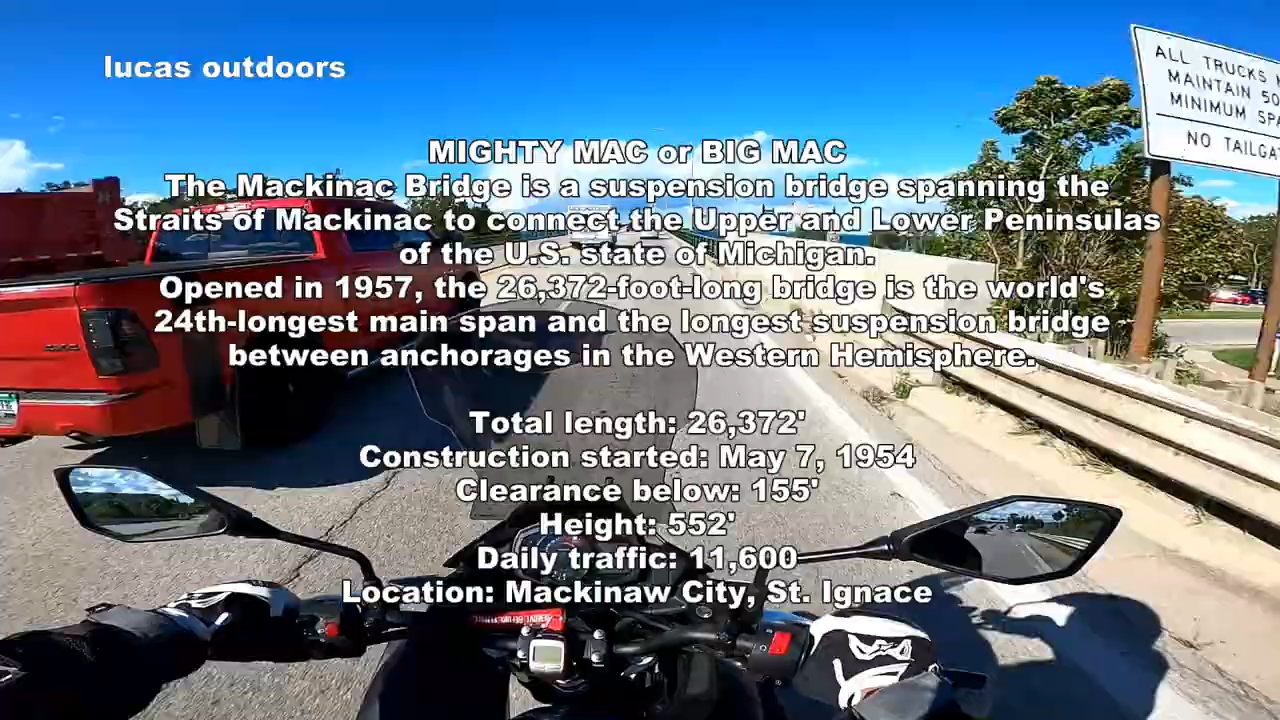 lucas outdoors
ALL TRUCKS
MAINTAIN 50
MINIMUM
NO
MIGHTY MAC or BIG MAC
The Mackinac Bridge is a suspension bridge spanning the
Straits of Mackinac to connect the Upper and Lower Peninsulas
of the U.S. state of Michigan.
Opened in 1957, the 26,372-foot-long bridge is the world's
24th-longest main span and the longest suspension bridge
between anchorages in the Western Hemisphere.
Total length: 26,372'
Construction started: May 7, 1954
Clearance below: 155'
Height: 552'
Daily traffic: 11,600
Location: Mackinaw City, St. Ignace